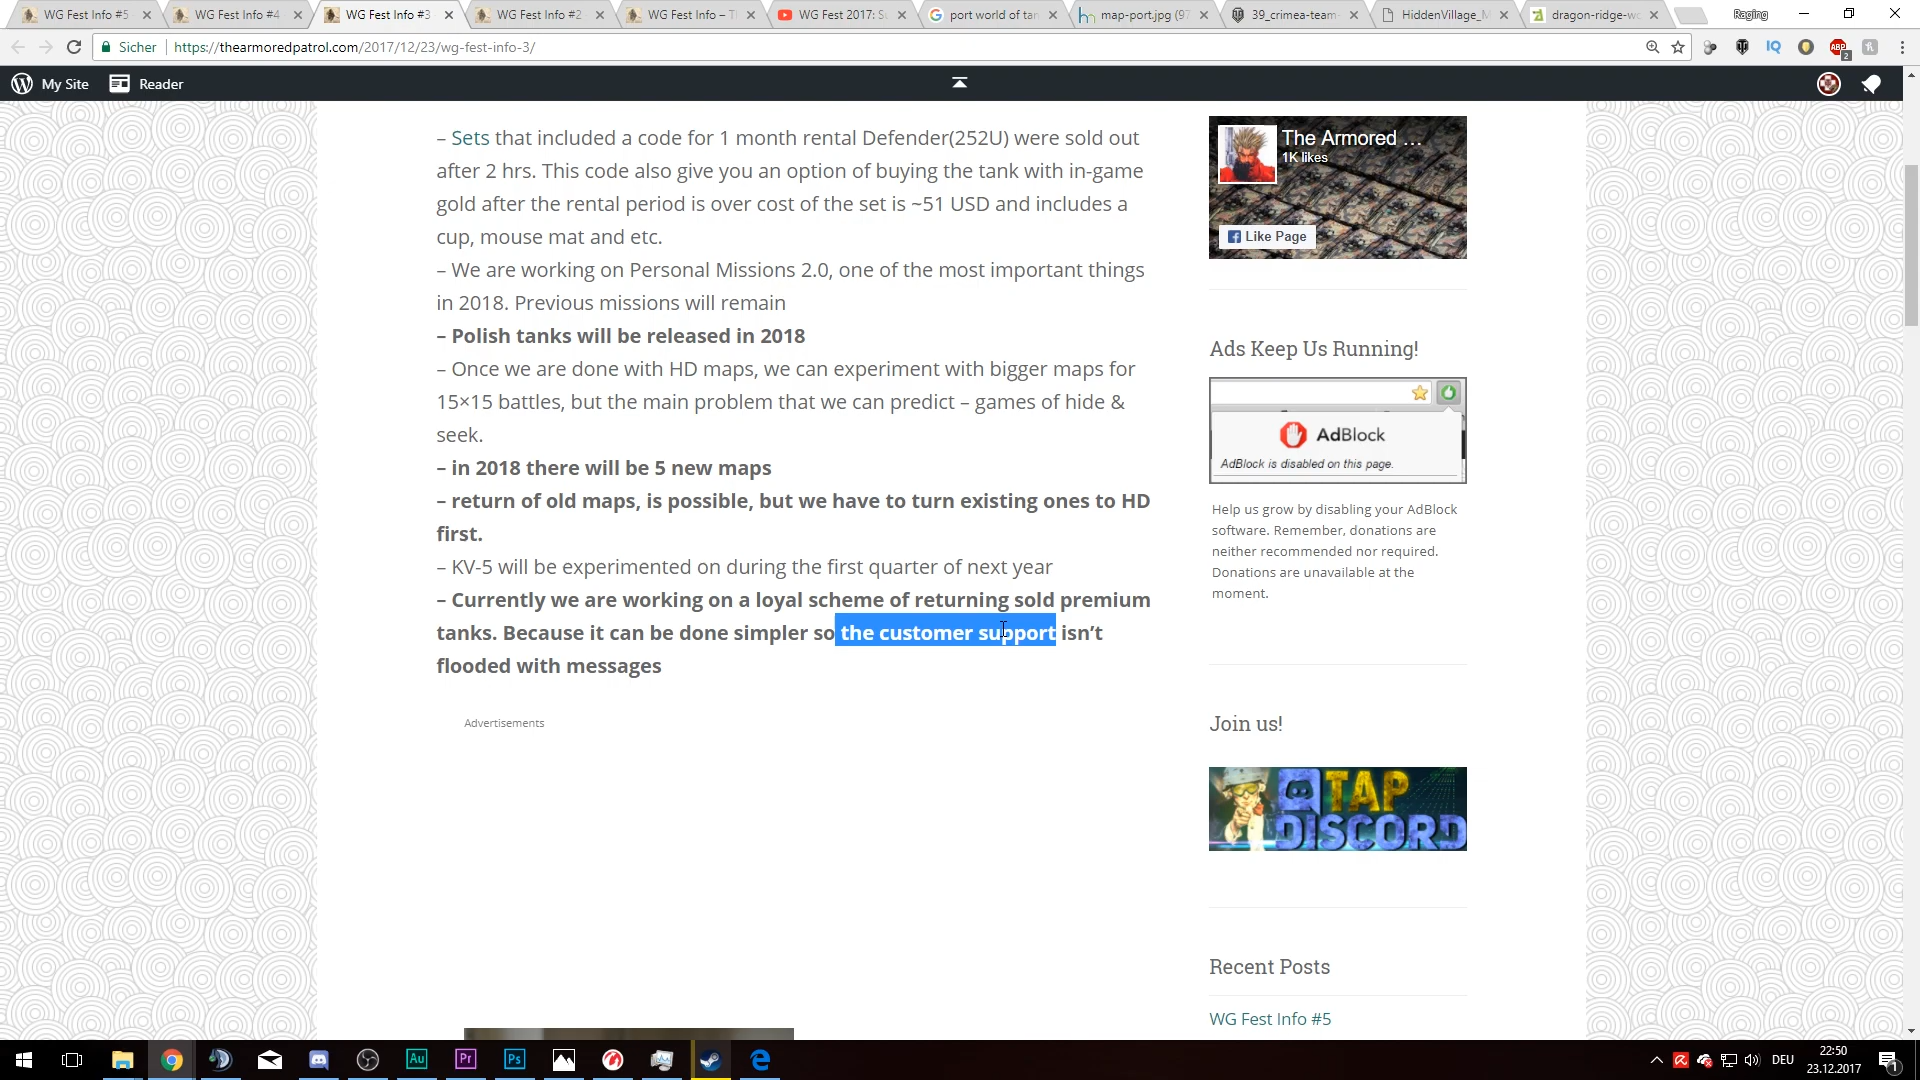 WG Fest Info #5
WG Fest Info #4
WG Fest Info #3
WG Fest Info #2
WG Fest Info – T
WG Fest 2017: S
port world of tan
map-port.jpg (97
39_crimea-team
HiddenVillage_M
dragon-ridge-wo
Raging
Sicher
https://thearmoredpatrol.com/2017/12/23/wg-fest-info-3/
IQ
ABP
2
My Site
Reader
– Sets that included a code for 1 month rental Defender(252U) were sold out
after 2 hrs. This code also give you an option of buying the tank with in-game
gold after the rental period is over cost of the set is ~51 USD and includes a
cup, mouse mat and etc.
– We are working on Personal Missions 2.0, one of the most important things
in 2018. Previous missions will remain
– Polish tanks will be released in 2018
– Once we are done with HD maps, we can experiment with bigger maps for
15×15 battles, but the main problem that we can predict – games of hide &
seek.
– in 2018 there will be 5 new maps
– return of old maps, is possible, but we have to turn existing ones to HD
first.
– KV-5 will be experimented on during the first quarter of next year
– Currently we are working on a loyal scheme of returning sold premium
tanks. Because it can be done simpler so the customer support isn’t
flooded with messages
Advertisements
The Armored ...
1K likes
Like Page
Ads Keep Us Running!
AdBlock
AdBlock is disabled on this page.
Help us grow by disabling your AdBlock
software. Remember, donations are
neither recommended nor required.
Donations are unavailable at the
moment.
Join us!
TAP
DISCORD
Recent Posts
WG Fest Info #5
Au
Pr
Ps
DEU
22:50
23.12.2017
1